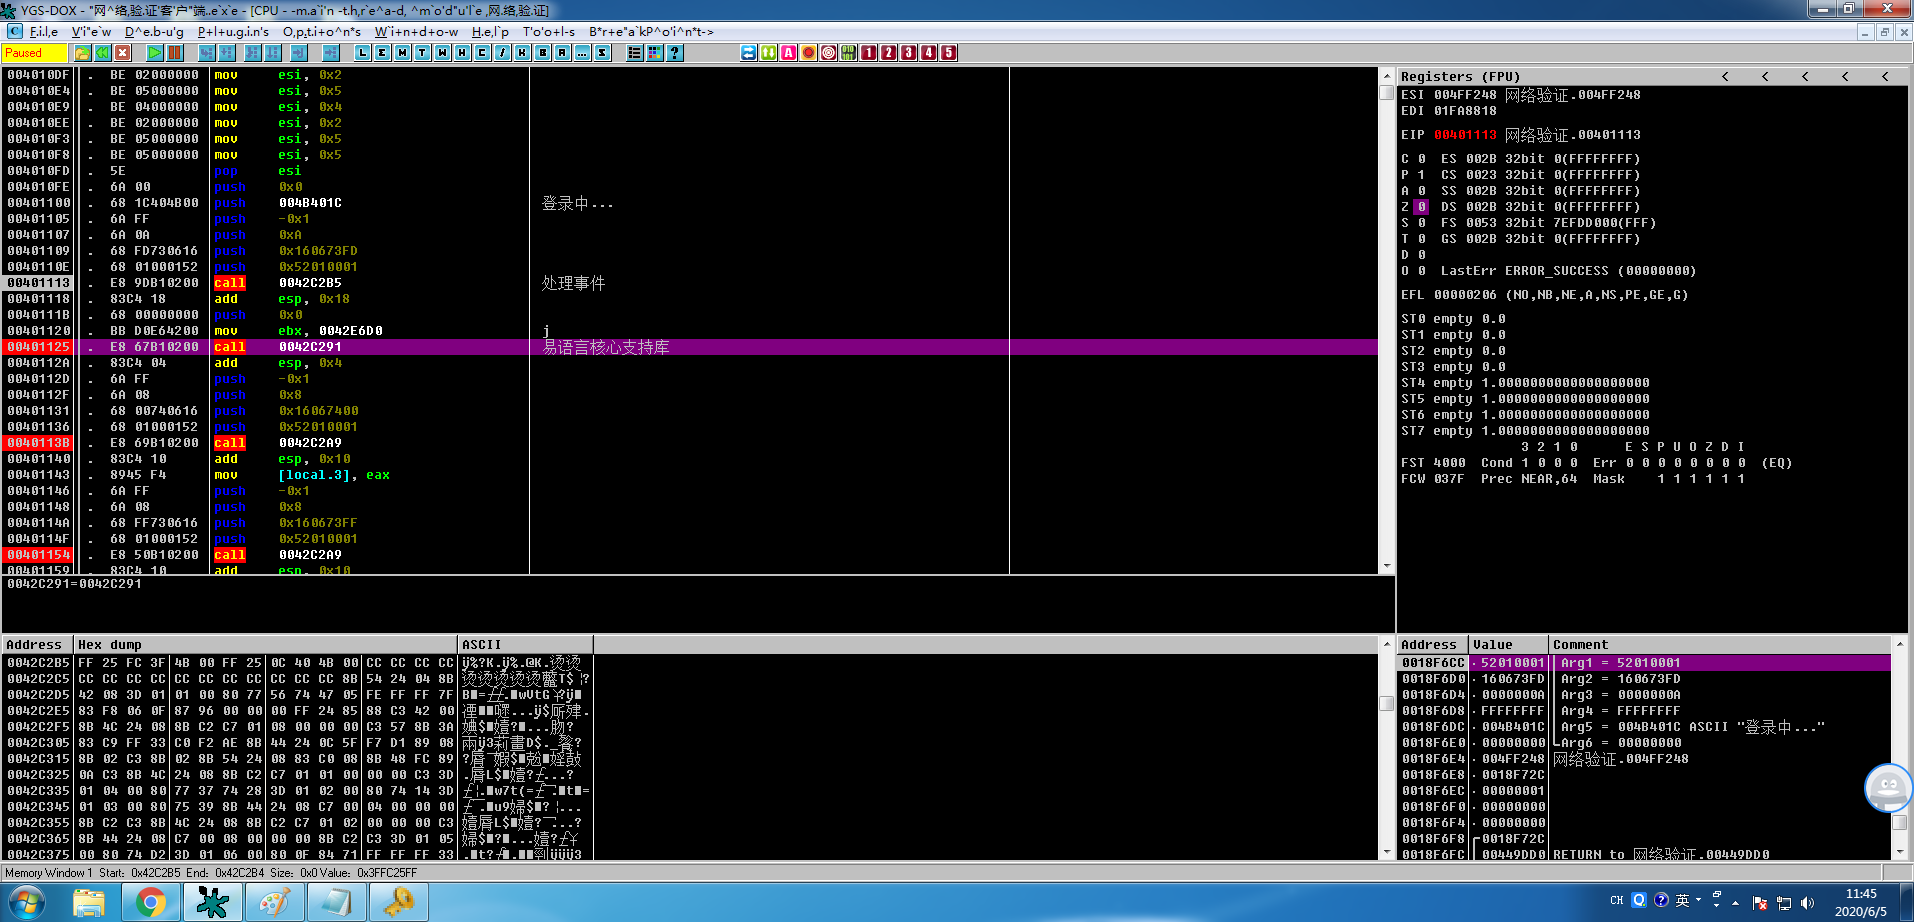 YGS-DOX - "网^络,验.证'客'户"端..e`x`e - [CPU - -m.a`i'n -t.h,r`e^a-d, ^m`o'd"u'l`e ,网.络,验.证]
F.i.l,e V'i"e`w D^e.b-u'g P+l+u.g.i.n's O,p,t.i+o^n*s W`i+n+d+o-w H.e,l`p T'o'o+l-s B*r+e"a`kP^o'i^n*t->
Paused L E M T W H C / K B R ... S ? A 1 2 3 4 5
004010DF . BE 02000000 mov esi, 0x2
004010E4 . BE 05000000 mov esi, 0x5
004010E9 . BE 04000000 mov esi, 0x4
004010EE . BE 02000000 mov esi, 0x2
004010F3 . BE 05000000 mov esi, 0x5
004010F8 . BE 05000000 mov esi, 0x5
004010FD . 5E pop esi
004010FE . 6A 00 push 0x0
00401100 . 68 1C404B00 push 004B401C 登录中...
00401105 . 6A FF push -0x1
00401107 . 6A 0A push 0xA
00401109 . 68 FD730616 push 0x160673FD
0040110E . 68 01000152 push 0x52010001
00401113 . E8 9DB10200 call 0042C2B5 处理事件
00401118 . 83C4 18 add esp, 0x18
0040111B . 68 00000000 push 0x0
00401120 . BB D0E64200 mov ebx, 0042E6D0 j
00401125 . E8 67B10200 call 0042C291 易语言核心支持库
0040112A . 83C4 04 add esp, 0x4
0040112D . 6A FF push -0x1
0040112F . 6A 08 push 0x8
00401131 . 68 00740616 push 0x16067400
00401136 . 68 01000152 push 0x52010001
0040113B . E8 69B10200 call 0042C2A9
00401140 . 83C4 10 add esp, 0x10
00401143 . 8945 F4 mov [local.3], eax
00401146 . 6A FF push -0x1
00401148 . 6A 08 push 0x8
0040114A . 68 FF730616 push 0x160673FF
0040114F . 68 01000152 push 0x52010001
00401154 . E8 50B10200 call 0042C2A9
00401159 . 83C4 10 add esp, 0x10
0042C291=0042C291
Registers (FPU) < < < < <
ESI 004FF248 网络验证.004FF248
EDI 01FA8818
EIP 00401113 网络验证.00401113
C 0 ES 002B 32bit 0(FFFFFFFF)
P 1 CS 0023 32bit 0(FFFFFFFF)
A 0 SS 002B 32bit 0(FFFFFFFF)
Z 0 DS 002B 32bit 0(FFFFFFFF)
S 0 FS 0053 32bit 7EFDD000(FFF)
T 0 GS 002B 32bit 0(FFFFFFFF)
D 0
O 0 LastErr ERROR_SUCCESS (00000000)
EFL 00000206 (NO,NB,NE,A,NS,PE,GE,G)
ST0 empty 0.0
ST1 empty 0.0
ST2 empty 0.0
ST3 empty 0.0
ST4 empty 1.0000000000000000000
ST5 empty 1.0000000000000000000
ST6 empty 1.0000000000000000000
ST7 empty 1.0000000000000000000
3 2 1 0 E S P U O Z D I
FST 4000 Cond 1 0 0 0 Err 0 0 0 0 0 0 0 0 (EQ)
FCW 037F Prec NEAR,64 Mask 1 1 1 1 1 1
Address Hex dump ASCII
0042C2B5 FF 25 FC 3F 4B 00 FF 25 0C 40 4B 00 CC CC CC CC
0042C2C5 CC CC CC CC CC CC CC CC CC CC CC 8B 54 24 04 8B
0042C2D5 42 08 3D 01 01 00 80 77 56 74 47 05 FE FF FF 7F
0042C2E5 83 F8 06 0F 87 96 00 00 00 FF 24 85 88 C3 42 00
0042C2F5 8B 4C 24 08 8B C2 C7 01 08 00 00 00 C3 57 8B 3A
0042C305 83 C9 FF 33 C0 F2 AE 8B 44 24 0C 5F F7 D1 89 08
0042C315 8B 02 C3 8B 02 8B 54 24 08 83 C0 08 8B 48 FC 89
0042C325 0A C3 8B 4C 24 08 8B C2 C7 01 01 00 00 00 C3 3D
0042C335 01 04 00 80 77 37 74 28 3D 01 02 00 80 74 14 3D
0042C345 01 03 00 80 75 39 8B 44 24 08 C7 00 04 00 00 00
0042C355 8B C2 C3 8B 4C 24 08 8B C2 C7 01 02 00 00 00 C3
0042C365 8B 44 24 08 C7 00 08 00 00 00 8B C2 C3 3D 01 05
0042C375 00 80 74 D2 3D 01 06 00 80 0F 84 71 FF FF FF 33
Address Value Comment
0018F6CC 52010001 Arg1 = 52010001
0018F6D0 160673FD Arg2 = 160673FD
0018F6D4 0000000A Arg3 = 0000000A
0018F6D8 FFFFFFFF Arg4 = FFFFFFFF
0018F6DC 004B401C Arg5 = 004B401C ASCII "登录中..."
0018F6E0 00000000 Arg6 = 00000000
0018F6E4 004FF248 网络验证.004FF248
0018F6E8 0018F72C
0018F6EC 00000001
0018F6F0 00000000
0018F6F4 00000000
0018F6F8 0018F72C
0018F6FC 00449DD0 RETURN to 网络验证.00449DD0
Memory Window 1 Start: 0x42C2B5 End: 0x42C2B4 Size: 0x0 Value: 0x3FFC25FF
CH 英 11:45
2020/6/5